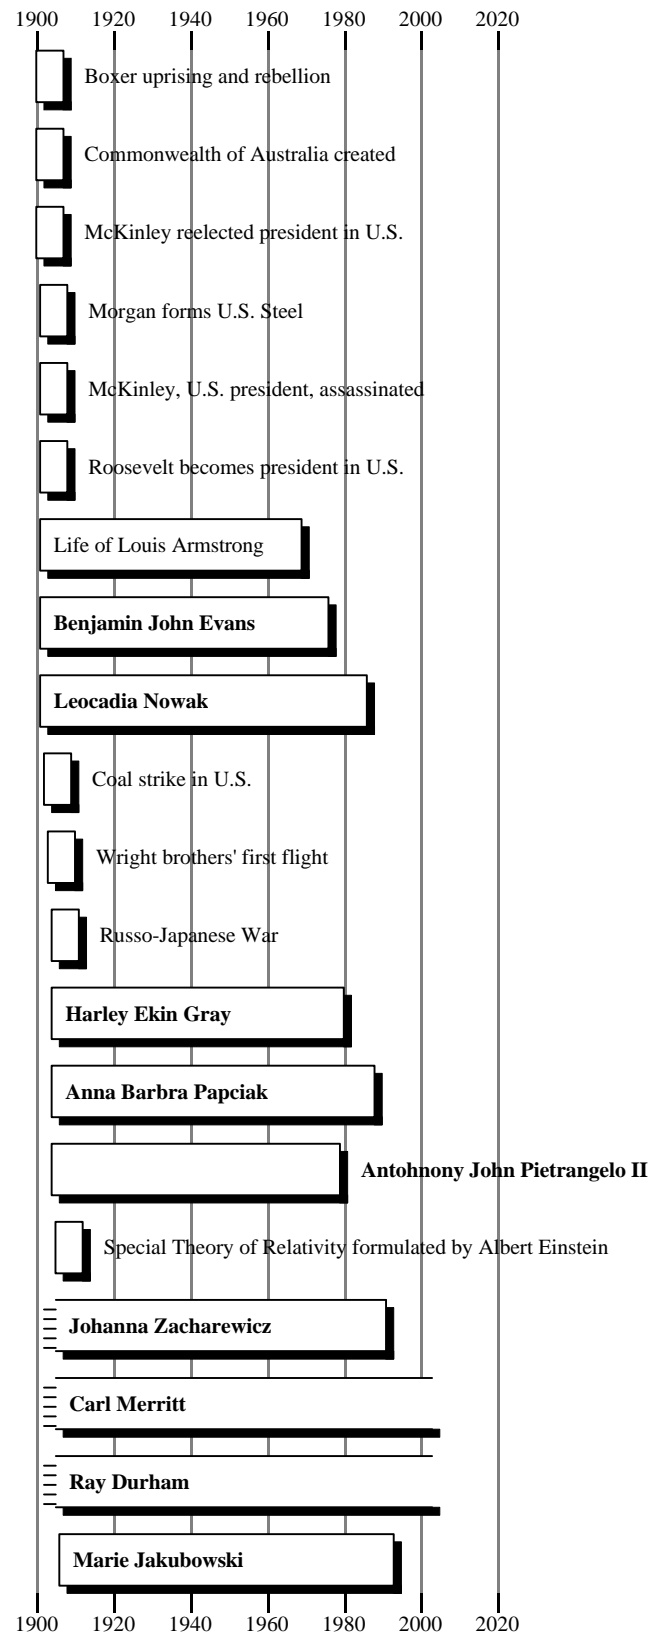 1900 1920 1940 1960 1980 2000 2020
Boxer uprising and rebellion
Commonwealth of Australia created
McKinley reelected president in U.S.
Morgan forms U.S. Steel
McKinley, U.S. president, assassinated
Roosevelt becomes president in U.S.
Life of Louis Armstrong
Benjamin John Evans
Leocadia Nowak
Coal strike in U.S.
Wright brothers' first flight
Russo-Japanese War
Harley Ekin Gray
Anna Barbra Papciak
Antohnony John Pietrangelo II
Special Theory of Relativity formulated by Albert Einstein
Johanna Zacharewicz
Carl Merritt
Ray Durham
Marie Jakubowski
1900 1920 1940 1960 1980 2000 2020